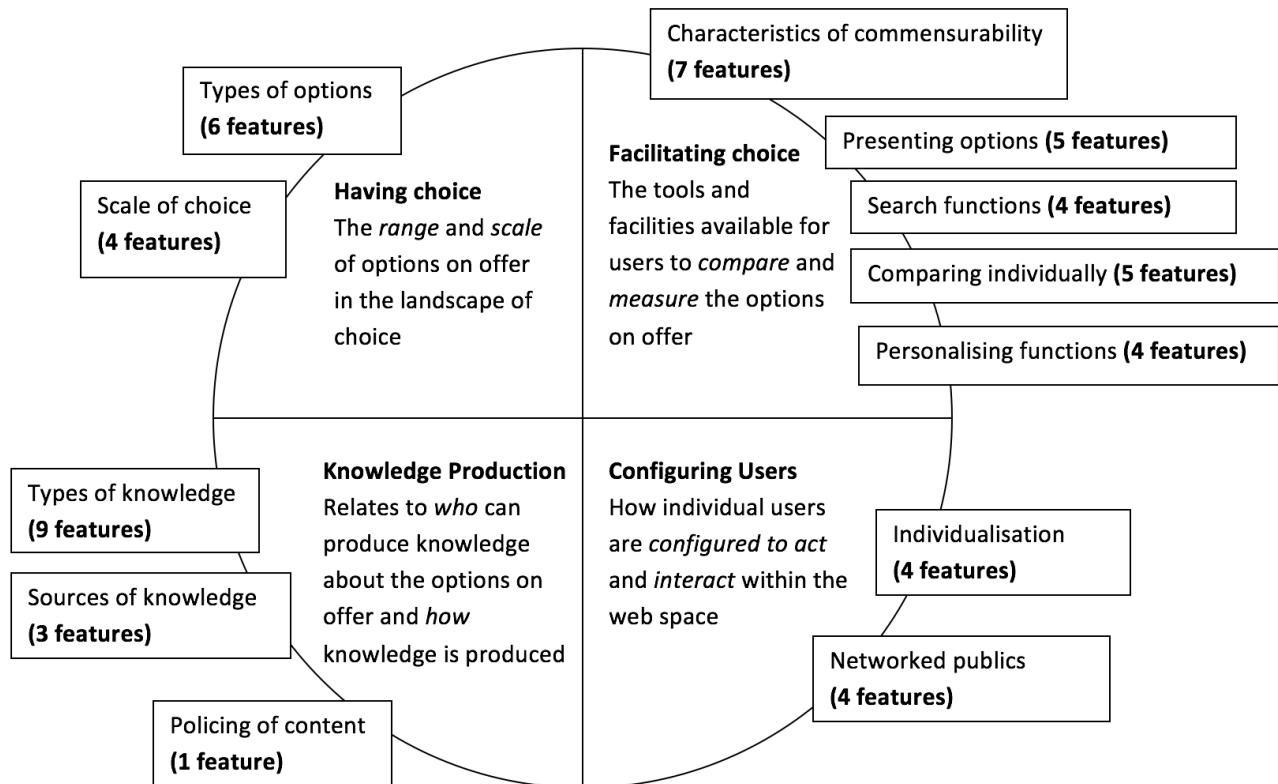 Types of options
(6 features)
Scale of choice
(4 features)
Having choice
The range and scale
of options on offer
in the landscape of
choice
Characteristics of commensurability
(7 features)
Presenting options (5 features)
Search functions (4 features)
Comparing individually (5 features)
Personalising functions (4 features)
Facilitating choice
The tools and
facilities available for
users to compare and
measure the options
on offer
Types of knowledge
(9 features)
Sources of knowledge
(3 features)
Policing of content
(1 feature)
Knowledge Production
Relates to who can
produce knowledge
about the options on
offer and how
knowledge is produced
Configuring Users
How individual users
are configured to act
and interact within the
web space
Individualisation
(4 features)
Networked publics
(4 features)